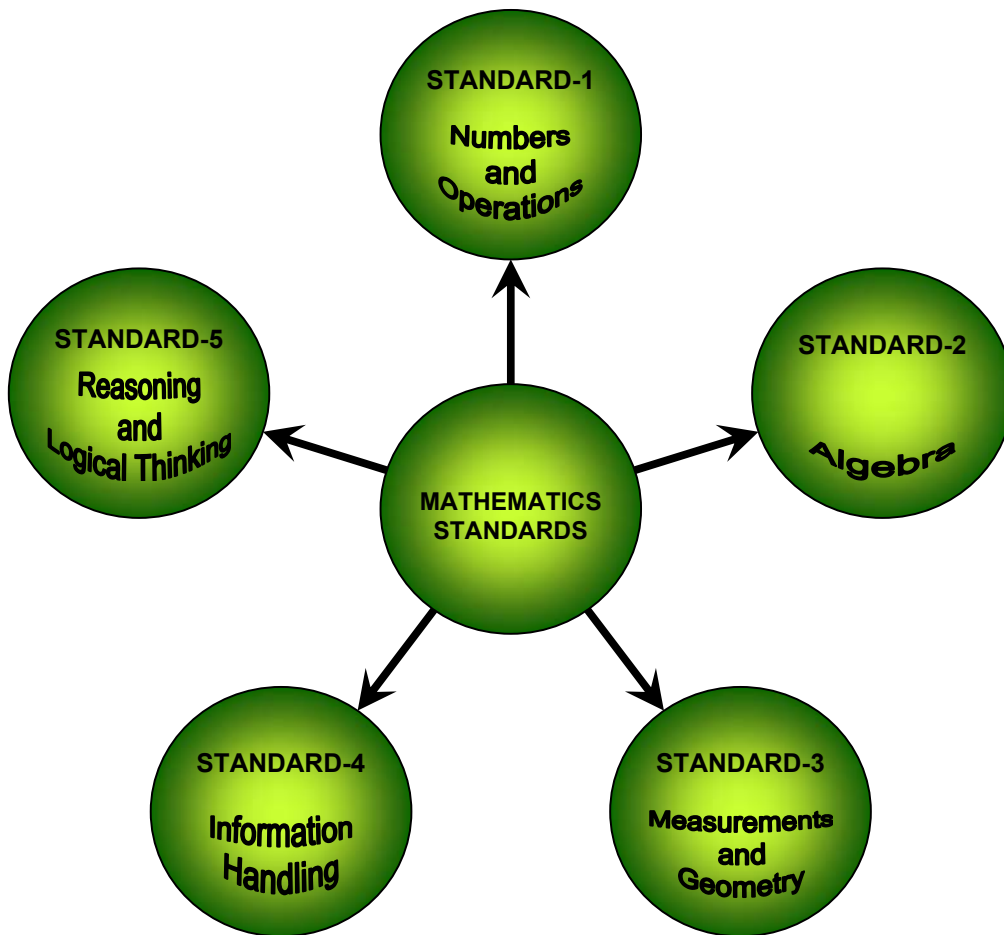 STANDARD-1
Numbers
and
Operations
STANDARD-2
Algebra
STANDARD-3
Measurements
and
Geometry
STANDARD-4
Information
Handling
STANDARD-5
Reasoning
and
Logical Thinking
MATHEMATICS
STANDARDS